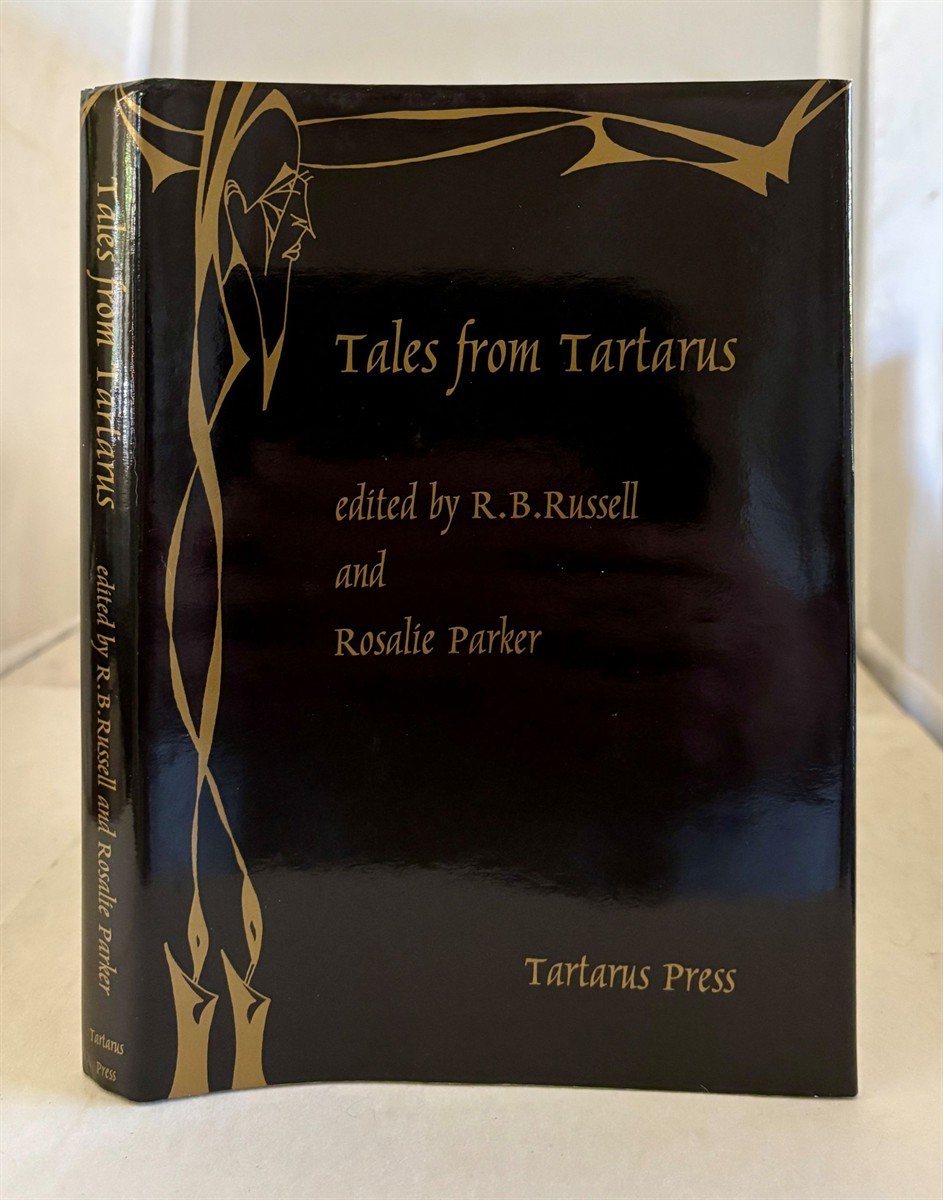 Tales from Tartarus
edited by R.B.Russell
and
Rosalie Parker
Tartarus Press
Tales from Tartarus
edited by R.B.Russell and Rosalie Parker
Tartarus
Press